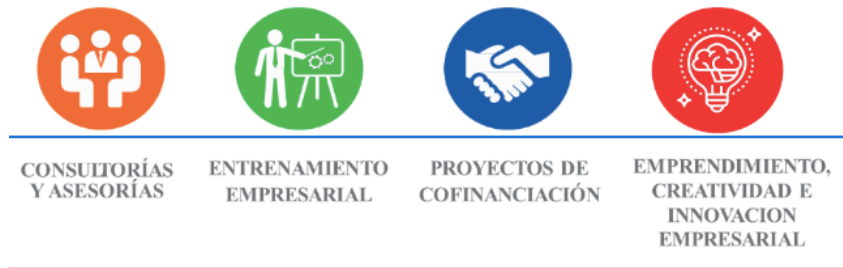 CONSULTORÍAS
Y ASESORÍAS
ENTRENAMIENTO
EMPRESARIAL
PROYECTOS DE
COFINANCIACIÓN
EMPRENDIMIENTO,
CREATIVIDAD E
INNOVACION
EMPRESARIAL